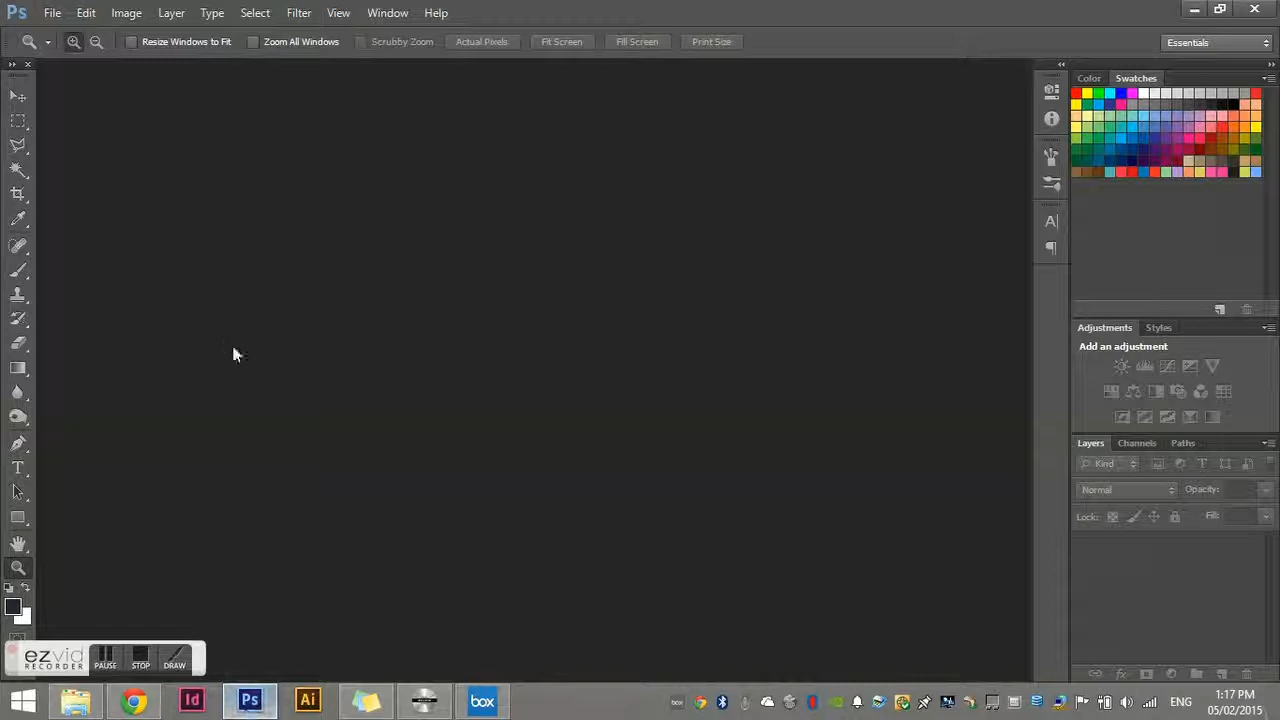 Ps File Edit Image Layer Type Select Filter View Window Help
Resize Windows to Fit Zoom All Windows Scrubby Zoom Actual Pixels Fit Screen Fill Screen Print Size Essentials
Color Swatches
Adjustments Styles
Add an adjustment
Layers Channels Paths
Kind
Normal Opacity:
Lock: Fill:
ezvid
RECORDER
PAUSE STOP DRAW
Id Ps Ai box
box ENG
1:17 PM
05/02/2015